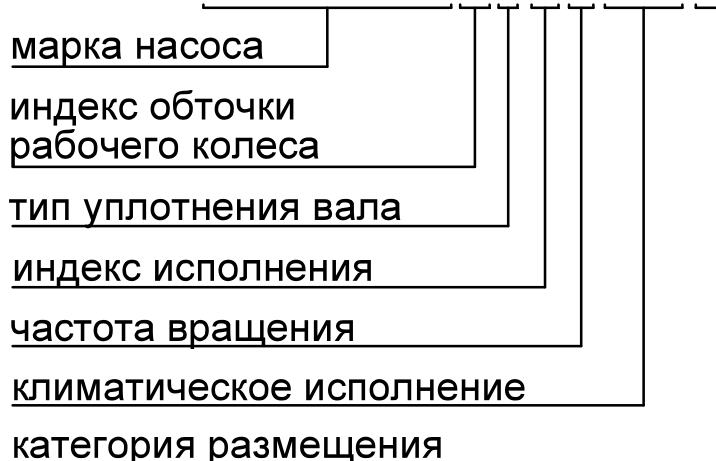 марка насоса
индекс обточки
рабочего колеса
тип уплотнения вала
индекс исполнения
частота вращения
климатическое исполнение
категория размещения